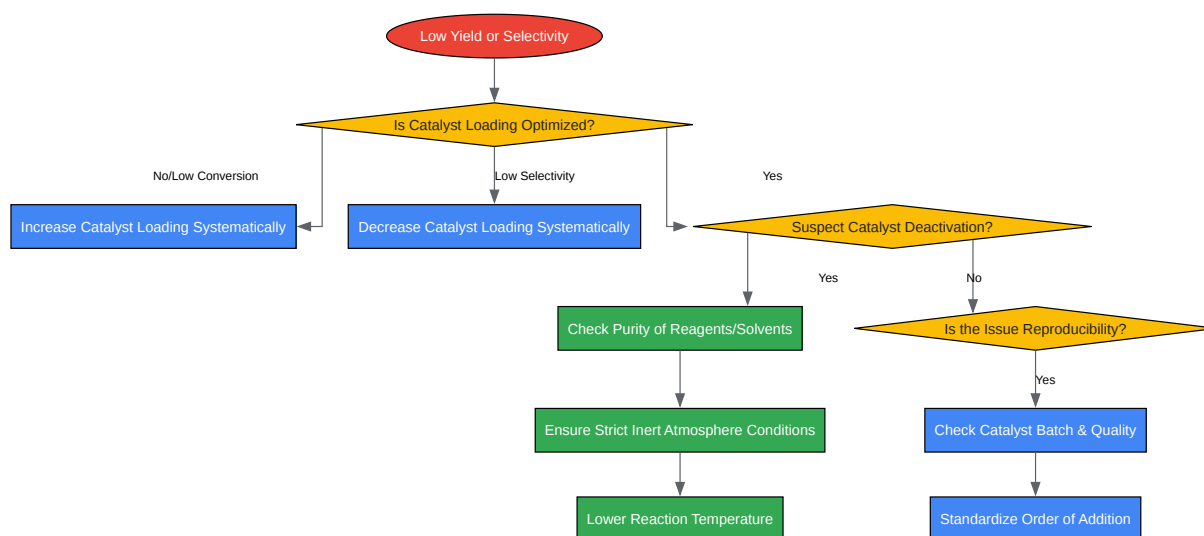 Low Yield or Selectivity
Is Catalyst Loading Optimized?
No/Low Conversion
Low Selectivity
Yes
Increase Catalyst Loading Systematically
Decrease Catalyst Loading Systematically
Suspect Catalyst Deactivation?
Yes
No
Check Purity of Reagents/Solvents
Is the Issue Reproducibility?
Yes
Ensure Strict Inert Atmosphere Conditions
Check Catalyst Batch & Quality
Lower Reaction Temperature
Standardize Order of Addition